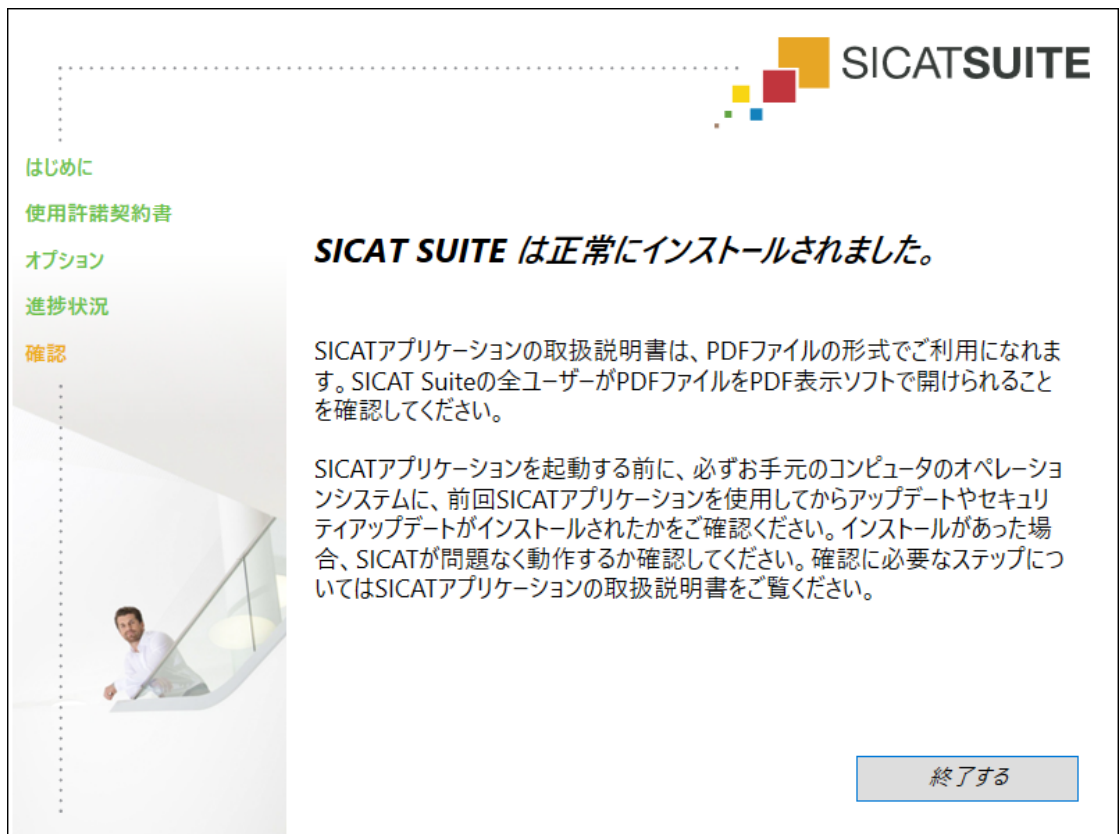 SICATSUITE
はじめに
使用許諾契約書
オプション
進捗状況
確認
SICAT SUITE は正常にインストールされました。
SICATアプリケーションの取扱説明書は、PDFファイルの形式でご利用になれま
す。SICAT Suiteの全ユーザーがPDFファイルをPDF表示ソフトで開けられること
を確認してください。
SICATアプリケーションを起動する前に、必ずお手元のコンピュータのオペレーショ
ンシステムに、前回SICATアプリケーションを使用してからアップデートやセキュリ
ティアップデートがインストールされたかをご確認ください。インストールがあった場
合、SICATが問題なく動作するか確認してください。確認に必要なステップにつ
いてはSICATアプリケーションの取扱説明書をご覧ください。
終了する